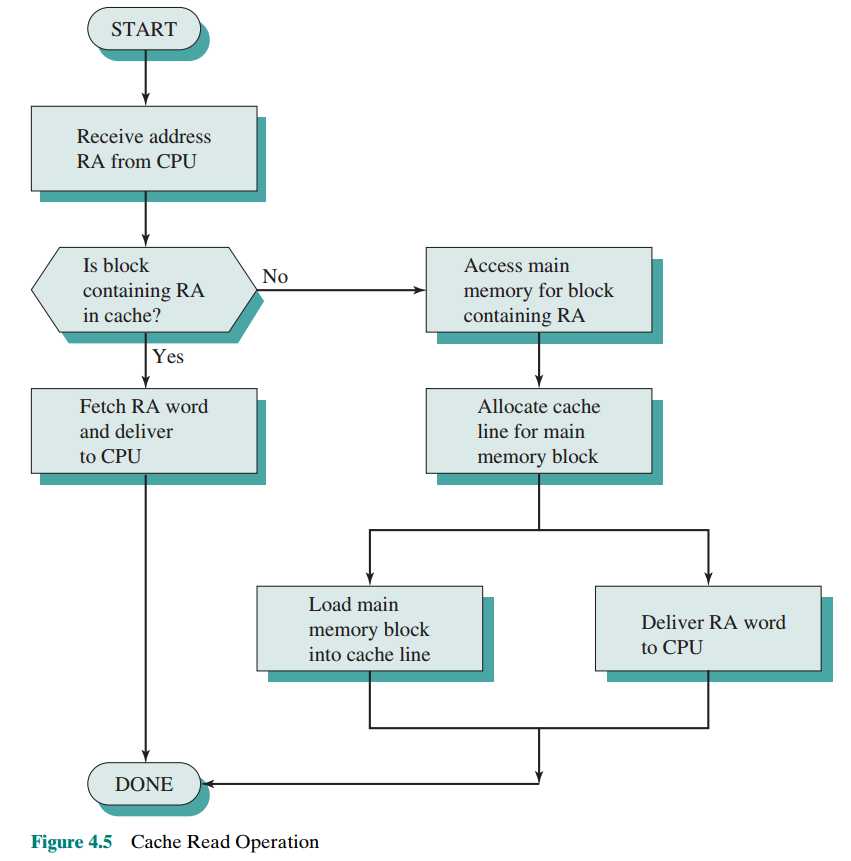 START
Receive address
RA from CPU
Is block
containing RA
in cache?
No
Access main
memory for block
containing RA
Yes
Fetch RA word
and deliver
to CPU
Allocate cache
line for main
memory block
Load main
memory block
into cache line
Deliver RA word
to CPU
DONE
Figure 4.5 Cache Read Operation